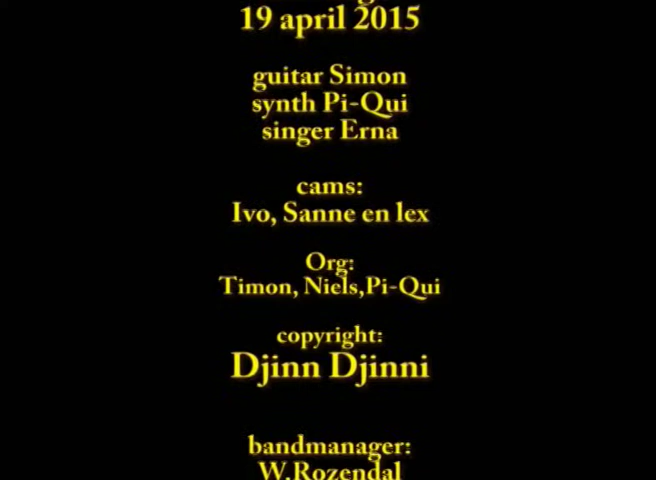 19 april 2015
guitar Simon
synth Pi-Qui
singer Erna
cams:
Ivo, Sanne en lex
Org:
Timon, Niels,Pi-Qui
copyright:
Djinn Djinni
bandmanager:
W.Rozendal